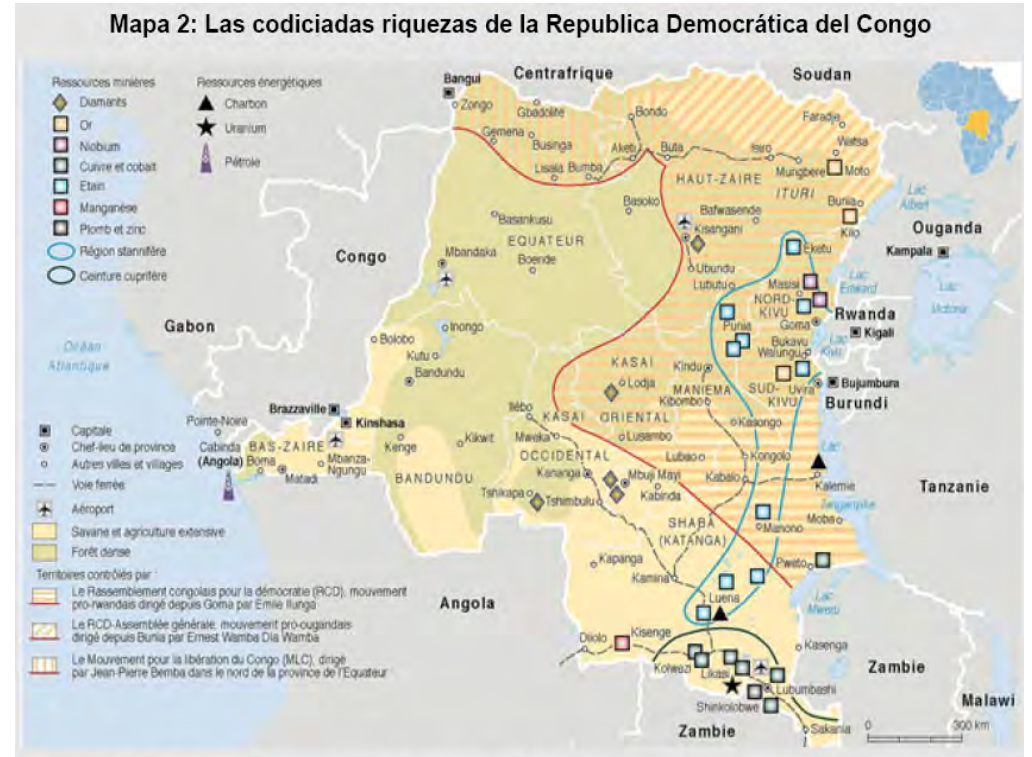 Mapa 2: Las codiciadas riquezas de la Republica Democrática del Congo
Ressources minières
Diamants
Or
Niobium
Cuivre et cobalt
Etain
Manganèse
Plomb et zinc
Région stannifère
Ceinture cuprifère
Ressources énergétiques
Charbon
Uranium
Pétrole
Centrafrique
Soudan
Bangui
Zongo
Gbadolite
Bondo
Faradje
Gemena
Businga
Watsa
Aketi
Buta
Isiro
Lisala
Bumba
Mungbere
Moto
HAUT-ZAIRE
ITURI
Lac
Albert
Basoko
Bafwasende
Bunia
Kilo
Ouganda
Basankusu
Kisangani
EQUATEUR
Eketu
Kampala
Congo
Mbandaka
Boende
Ubundu
Lubutu
Masisi
Lac
Edward
Lac
Victoria
NORD-
KIVU
Gabon
Inongo
Punia
Goma
Rwanda
Kigali
Bolobo
Océan
Atlantique
Kutu
Bukavu
Walungu
Lac
Kivu
Bandundu
KASAI
Kindu
Lodja
MANIEMA
SUD-
KIVU
Uvira
Bujumbura
Burundi
Brazzaville
Kinshasa
Ilébo
KASAI
ORIENTAL
Kibombo
Pointe-Noire
Cabinda
(Angola)
BAS-ZAIRE
Boma
Matadi
Mbanza-
Ngungu
Kenge
Kikwit
Mweka
OCCIDENTAL
Lusambo
Kasongo
BANDUNDU
Kananga
Mbuji Mayi
Lubao
Kongolo
Lac
Tanganyika
Tshikapa
Tshimbulu
Kabinda
Kabalo
Kalemie
Tanzanie
SHABA
(KATANGA)
Manono
Moba
Kapanga
Kamina
Pweto
Luena
Lac
Mweru
Angola
Dilolo
Kisenge
Kasenga
Kolwezi
Likasi
Lubumbashi
Zambie
Shinkolobwe
Malawi
Zambie
Sakania
0
300 km
Capitale
Chef-lieu de province
Autres villes et villages
Voie ferrée
Aéroport
Savane et agriculture extensive
Forêt dense
Territoires contrôlés par :
Le Rassemblement congolais pour la démocratie (RCD), mouvement
pro-rwandais dirigé depuis Goma par Emile Ilunga
Le RCD-Assemblée générale, mouvement pro-ougandais
dirigé depuis Bunia par Ernest Wamba Dia Wamba
Le Mouvement pour la libération du Congo (MLC), dirigé
par Jean-Pierre Bemba dans le nord de la province de l'Equateur